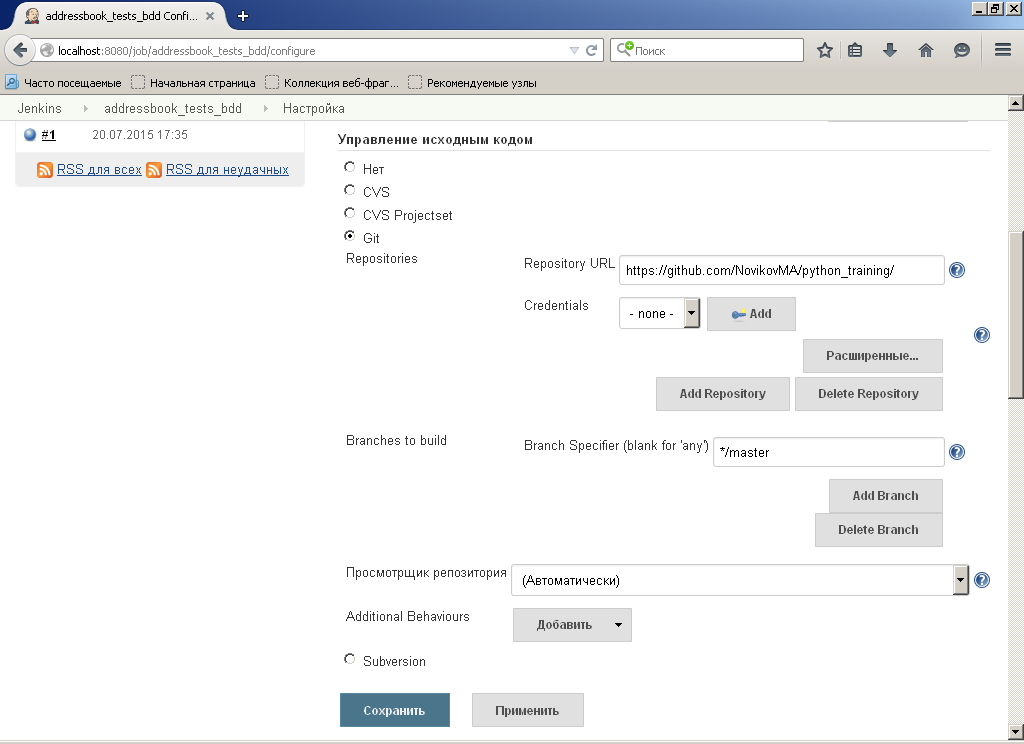 addressbook_tests_bdd Confi...
localhost:8080/job/addressbook_tests_bdd/configure
Поиск
Часто посещаемые Начальная страница Коллекция веб-фраг... Рекомендуемые узлы
Jenkins addressbook_tests_bdd Настройка
#1 20.07.2015 17:35
RSS для всех RSS для неудачных
Управление исходным кодом
Нет
CVS
CVS Projectset
Git
Repositories
Repository URL https://github.com/NovikovMA/python_training/
Credentials - none - Add
Расширенные...
Add Repository Delete Repository
Branches to build Branch Specifier (blank for 'any') */master
Add Branch
Delete Branch
Просмотрщик репозитория (Автоматически)
Additional Behaviours Добавить
Subversion
Сохранить Применить